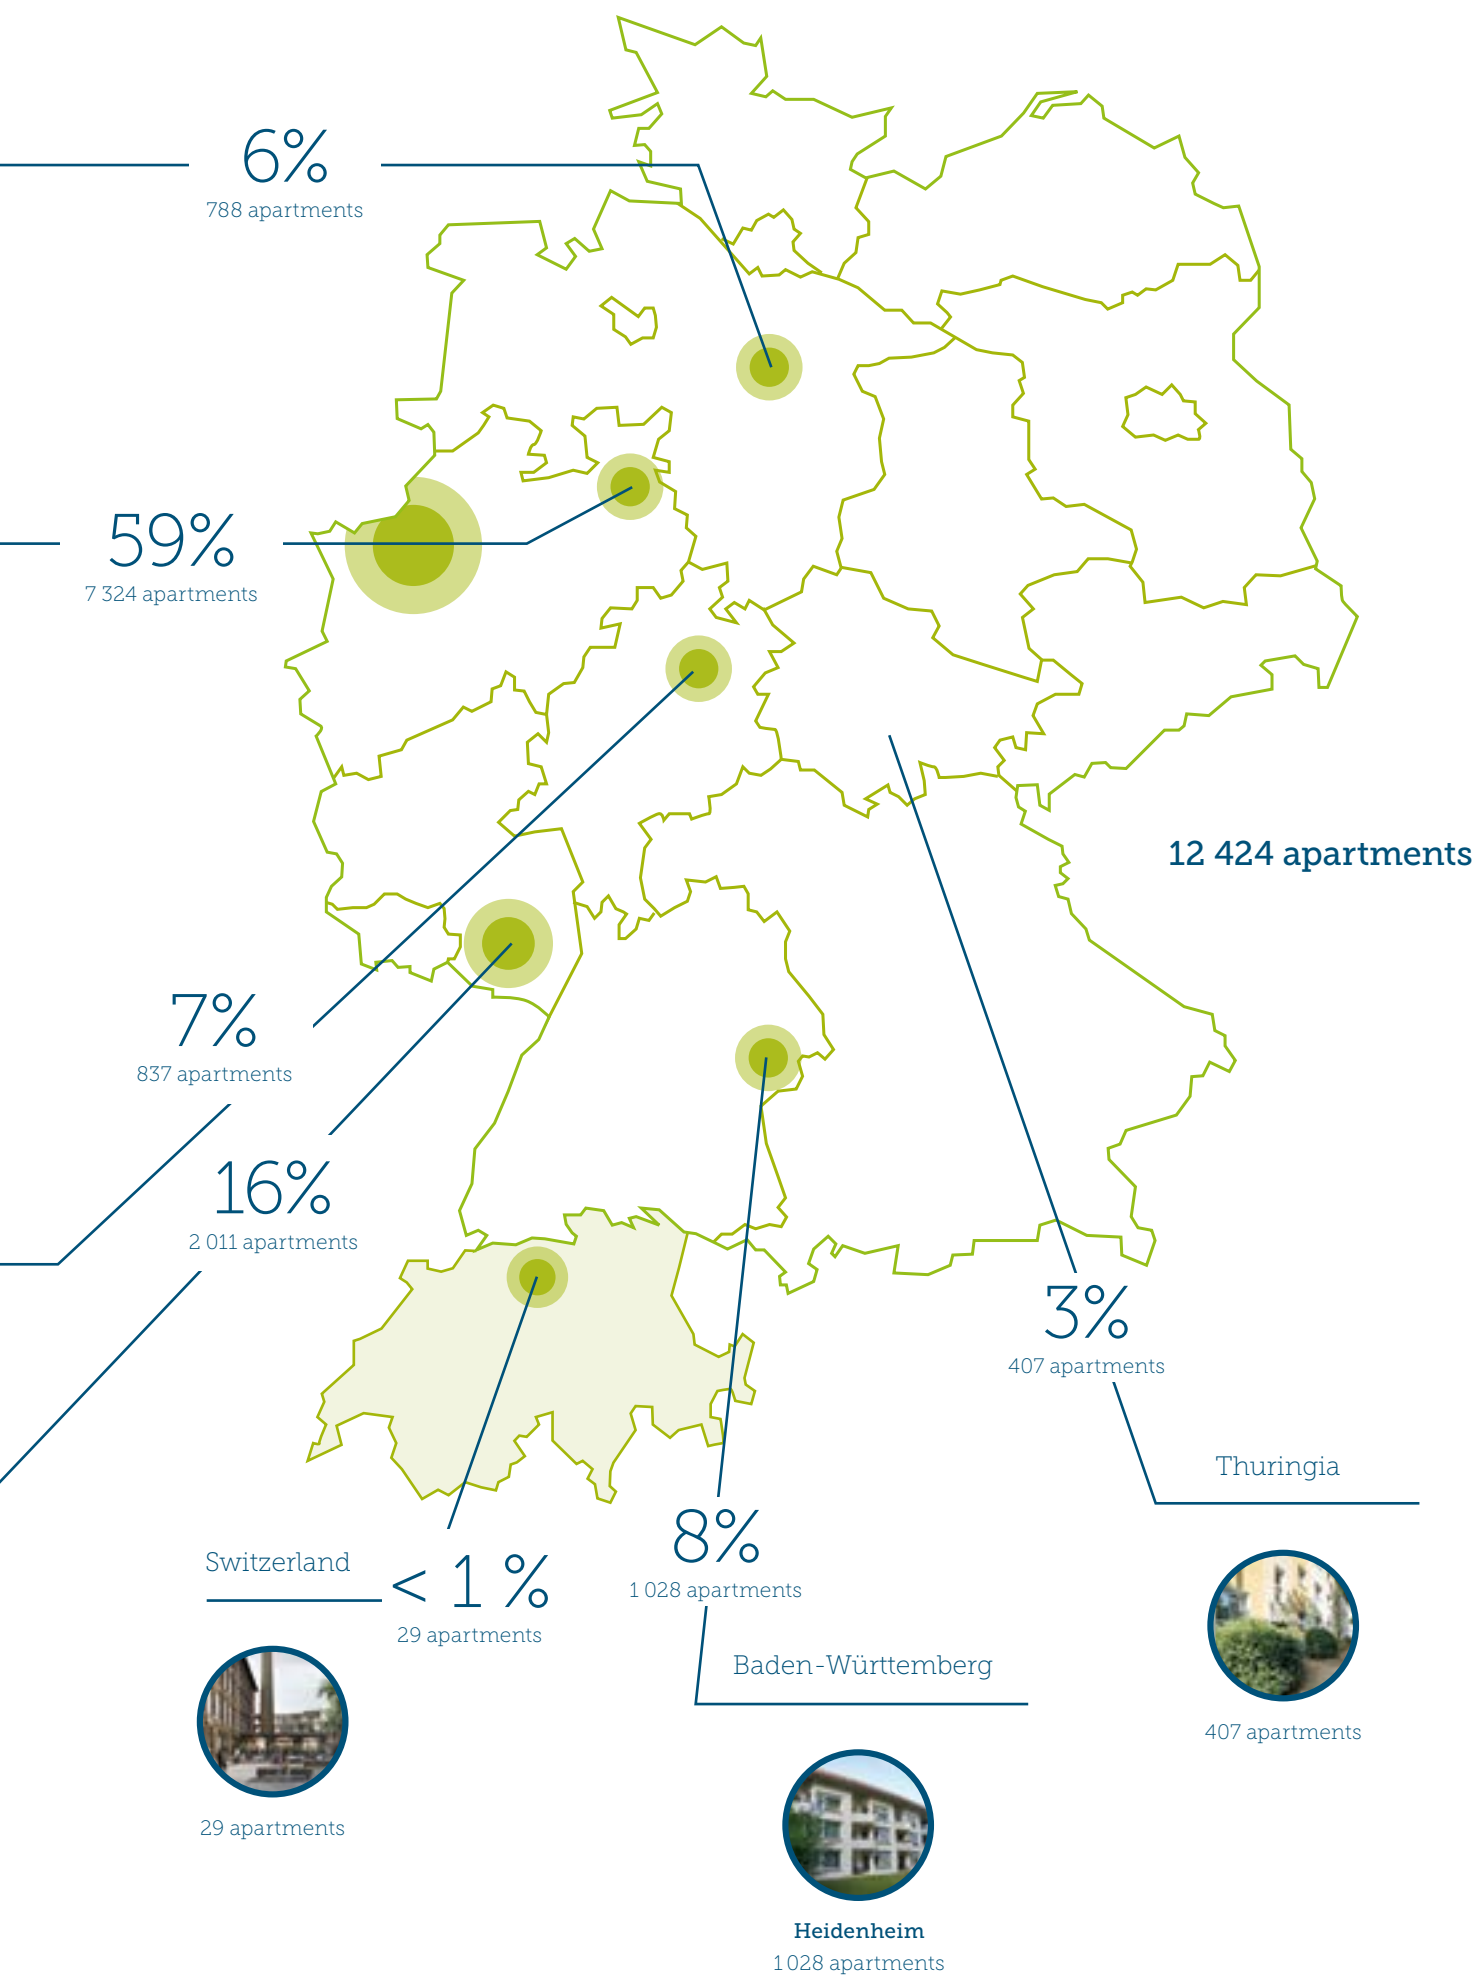 6%
788 apartments
59%
7 324 apartments
12 424 apartments
7%
837 apartments
16%
2 011 apartments
3%
407 apartments
Thuringia
407 apartments
Switzerland
< 1 %
29 apartments
29 apartments
8%
1 028 apartments
Baden-Württemberg
Heidenheim
1 028 apartments